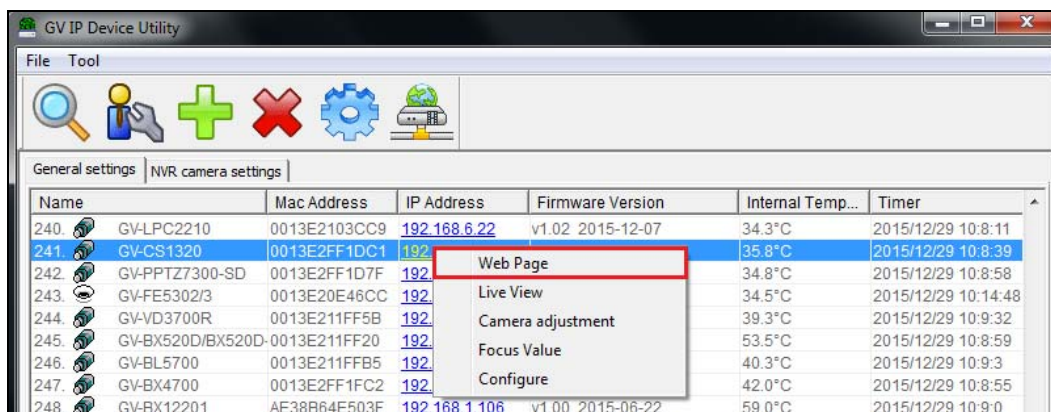 GV IP Device Utility
File Tool
General settings NVR camera settings
Name Mac Address IP Address Firmware Version Internal Temp... Timer
240. GV-LPC2210 0013E2103CC9 192.168.6.22 v1.02 2015-12-07 34.3°C 2015/12/29 10:8:11
241. GV-CS1320 0013E2FF1DC1 192. 35.8°C 2015/12/29 10:8:39
Web Page
242. GV-PPTZ7300-SD 0013E2FF1D7F 192. 34.8°C 2015/12/29 10:8:58
243. GV-FE5302/3 0013E20E46CC 192. 34.5°C 2015/12/29 10:14:48
Live View
244. GV-VD3700R 0013E211FF5B 192. 39.3°C 2015/12/29 10:9:32
Camera adjustment
245. GV-BX520D/BX520D- 0013E211FF20 192. 53.5°C 2015/12/29 10:8:59
Focus Value
246. GV-BL5700 0013E211FFB5 192. 40.3°C 2015/12/29 10:9:3
247. GV-BX4700 0013E2FF1FC2 192. 42.0°C 2015/12/29 10:8:55
Configure
248. GV-BX12201 AF38B64E503F 192.168.1.106 v1.00 2015-06-22 59.0°C 2015/12/29 10:9:0